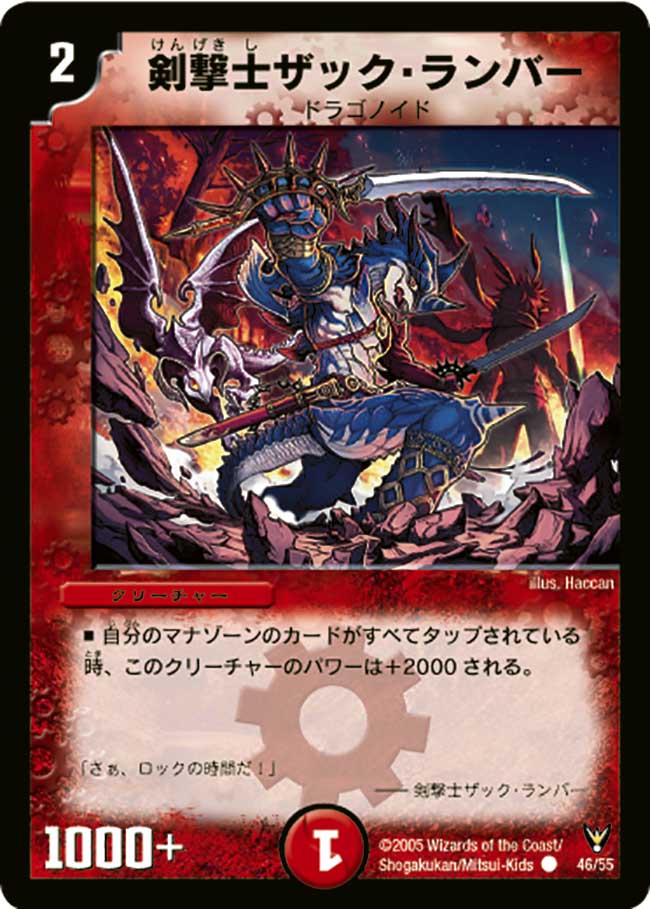 2
けんげきし
剣撃士ザック・ランバー
ドラゴノイド
illus. Haccan
クリーチャー
■ 自分のマナゾーンのカードがすべてタップされている
時、このクリーチャーのパワーは+2000される。
「さぁ、ロックの時間だ！」
── 剣撃士ザック・ランバー
1000+
1
©2005 Wizards of the Coast/
Shogakukan/Mitsui-Kids
46/55